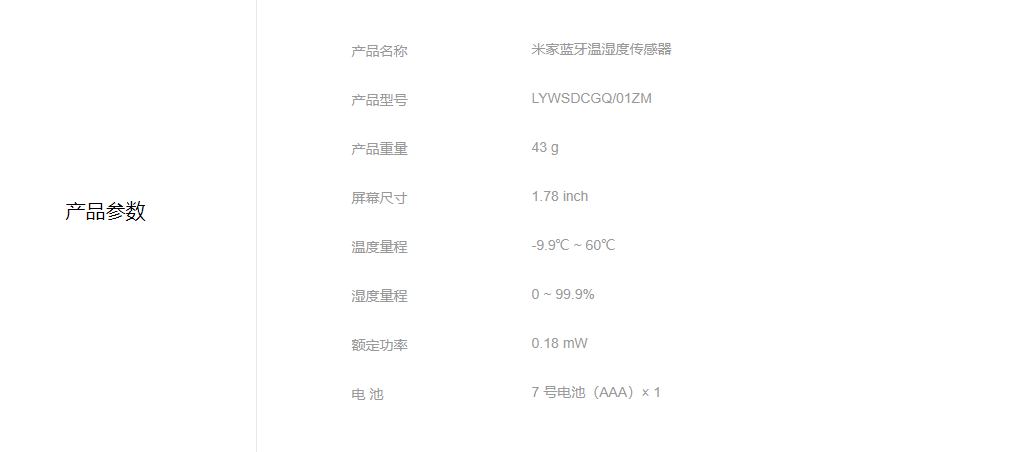 产品参数
产品名称 米家蓝牙温湿度传感器
产品型号 LYWSDCGQ/01ZM
产品重量 43 g
屏幕尺寸 1.78 inch
温度量程 -9.9℃ ~ 60℃
湿度量程 0 ~ 99.9%
额定功率 0.18 mW
电 池 7 号电池（AAA）× 1